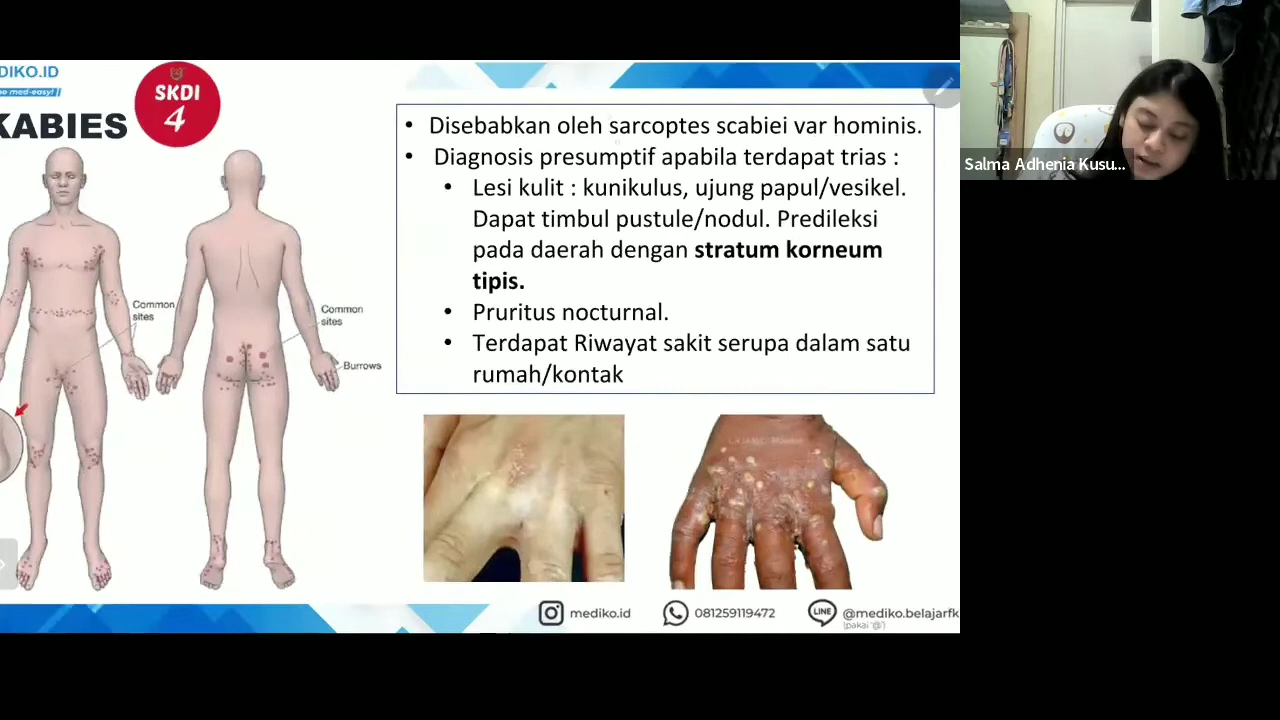 DIKO.ID
SKDI
4
KABIES
• Disebabkan oleh sarcoptes scabiei var hominis.
• Diagnosis presumptif apabila terdapat trias :
• Lesi kulit : kunikulus, ujung papul/vesikel.
Dapat timbul pustule/nodul. Predileksi
pada daerah dengan stratum korneum
tipis.
• Pruritus nocturnal.
• Terdapat Riwayat sakit serupa dalam satu
rumah/kontak
Common
sites
Common
sites
Burrows
mediko.id
081259119472
LINE
@mediko.belajarfk
(pakai '@')
Salma Adhenia Kusu...